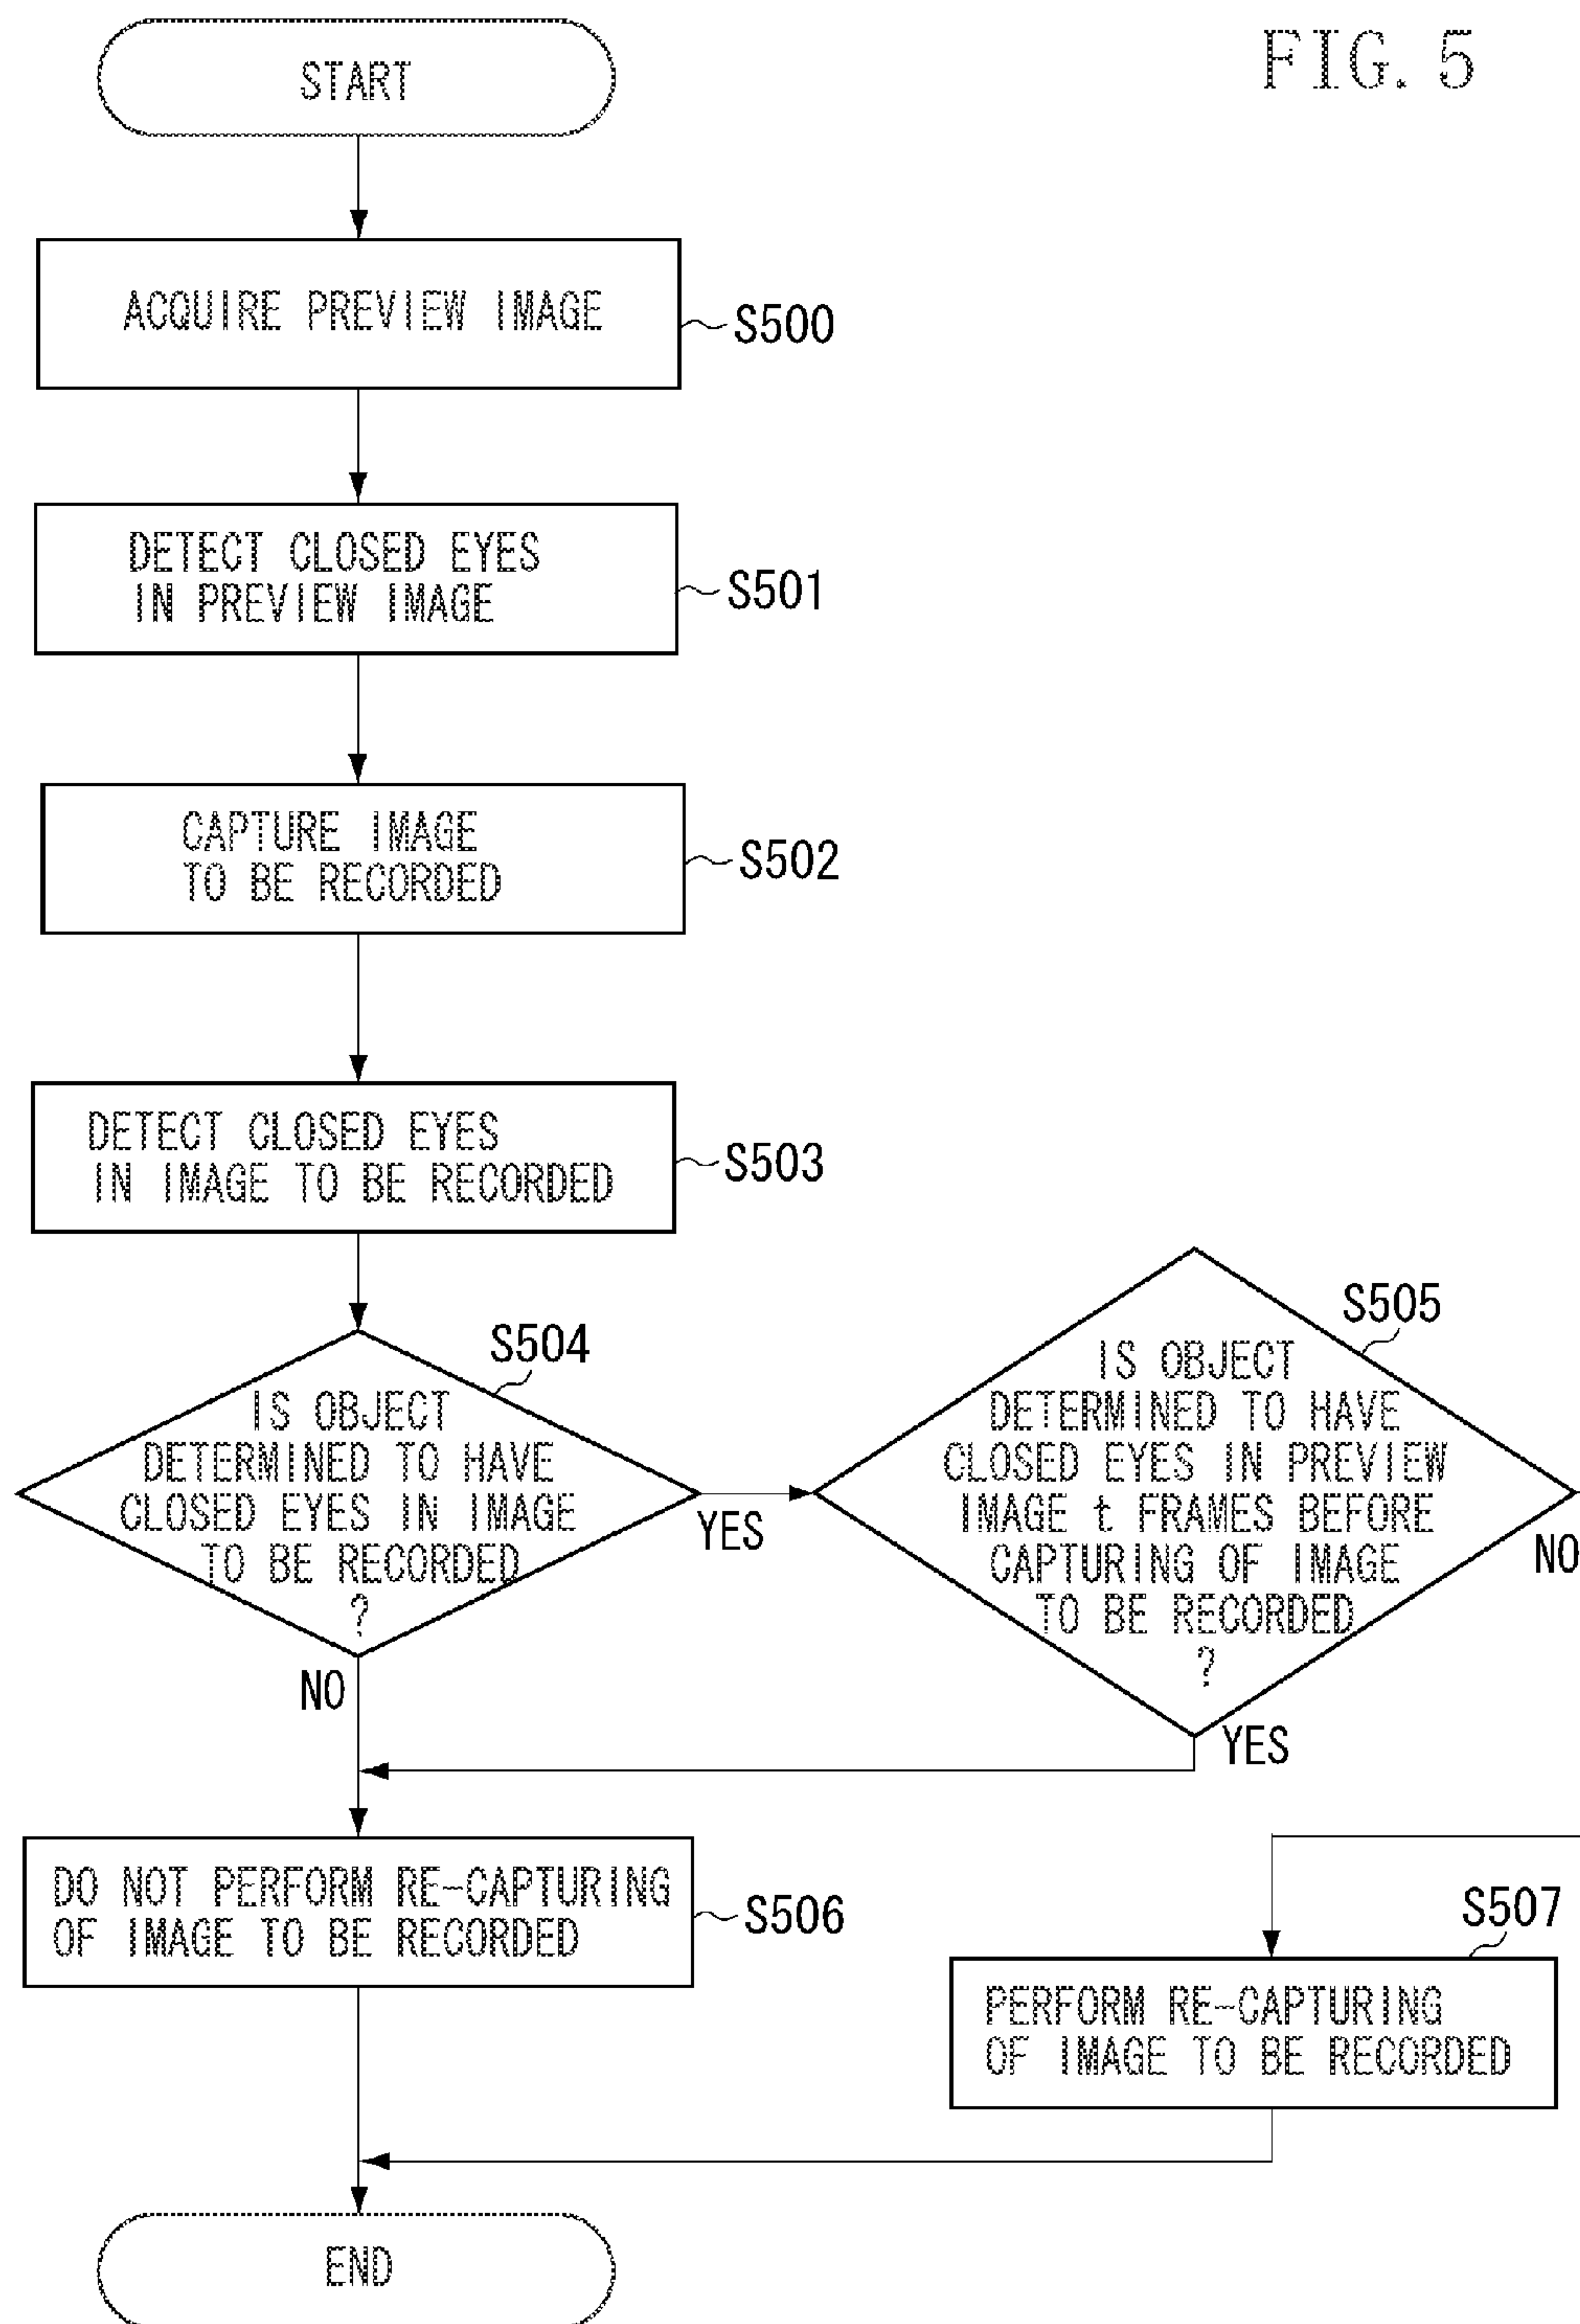 FIG. 5
START
ACQUIRE PREVIEW IMAGE
S500
DETECT CLOSED EYES
IN PREVIEW IMAGE
S501
CAPTURE IMAGE
TO BE RECORDED
S502
DETECT CLOSED EYES
IN IMAGE TO BE RECORDED
S503
S504
IS OBJECT
DETERMINED TO HAVE
CLOSED EYES IN IMAGE
TO BE RECORDED
?
YES
NO
S505
IS OBJECT
DETERMINED TO HAVE
CLOSED EYES IN PREVIEW
IMAGE t FRAMES BEFORE
CAPTURING OF IMAGE
TO BE RECORDED
?
NO
YES
DO NOT PERFORM RE-CAPTURING
OF IMAGE TO BE RECORDED
S506
S507
PERFORM RE-CAPTURING
OF IMAGE TO BE RECORDED
END